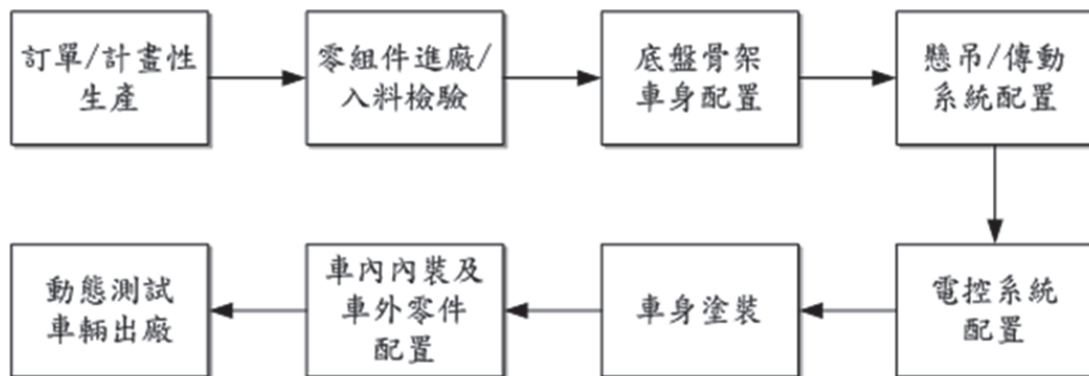 訂單/計畫性
生產
零組件進廠/
入料檢驗
底盤骨架
車身配置
懸吊/傳動
系統配置
電控系統
配置
車身塗裝
車內內裝及
車外零件
配置
動態測試
車輛出廠